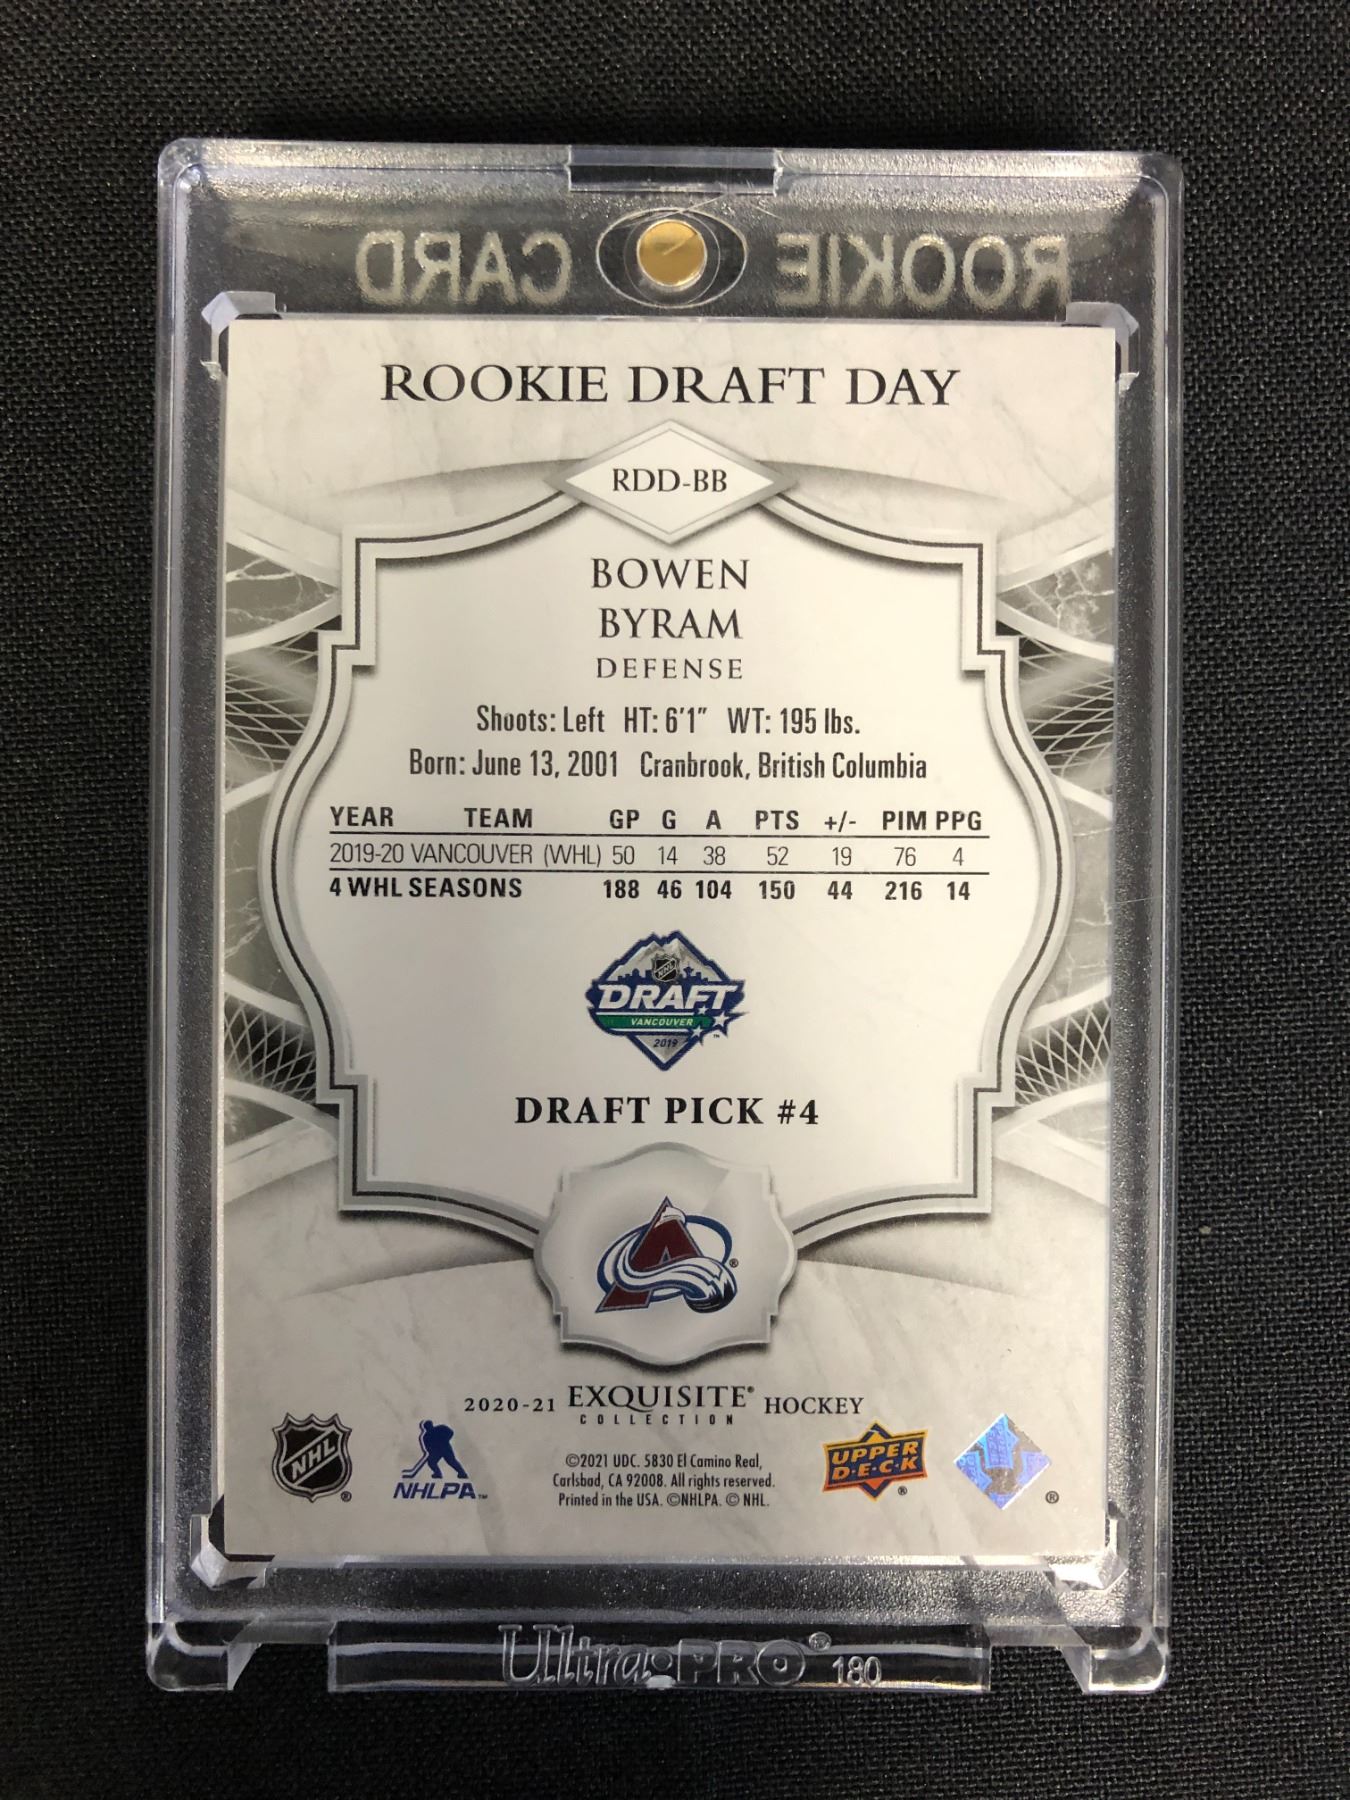 ROOKIE CARD
ROOKIE DRAFT DAY
RDD-BB
BOWEN
BYRAM
DEFENSE
Shoots: Left HT: 6'1" WT: 195 lbs.
Born: June 13, 2001 Cranbrook, British Columbia
YEAR TEAM GP G A PTS +/- PIM PPG
2019-20 VANCOUVER (WHL) 50 14 38 52 19 76 4
4 WHL SEASONS 188 46 104 150 44 216 14
NHL
DRAFT
VANCOUVER
2019
DRAFT PICK #4
A
2020-21 EXQUISITE® HOCKEY
COLLECTION
NHL ®
NHLPA™
©2021 UDC. 5830 El Camino Real,
Carlsbad, CA 92008. All rights reserved.
Printed in the USA. ©NHLPA. © NHL.
UPPER
D•E•C•K ®
®
Ultra•PRO® 180